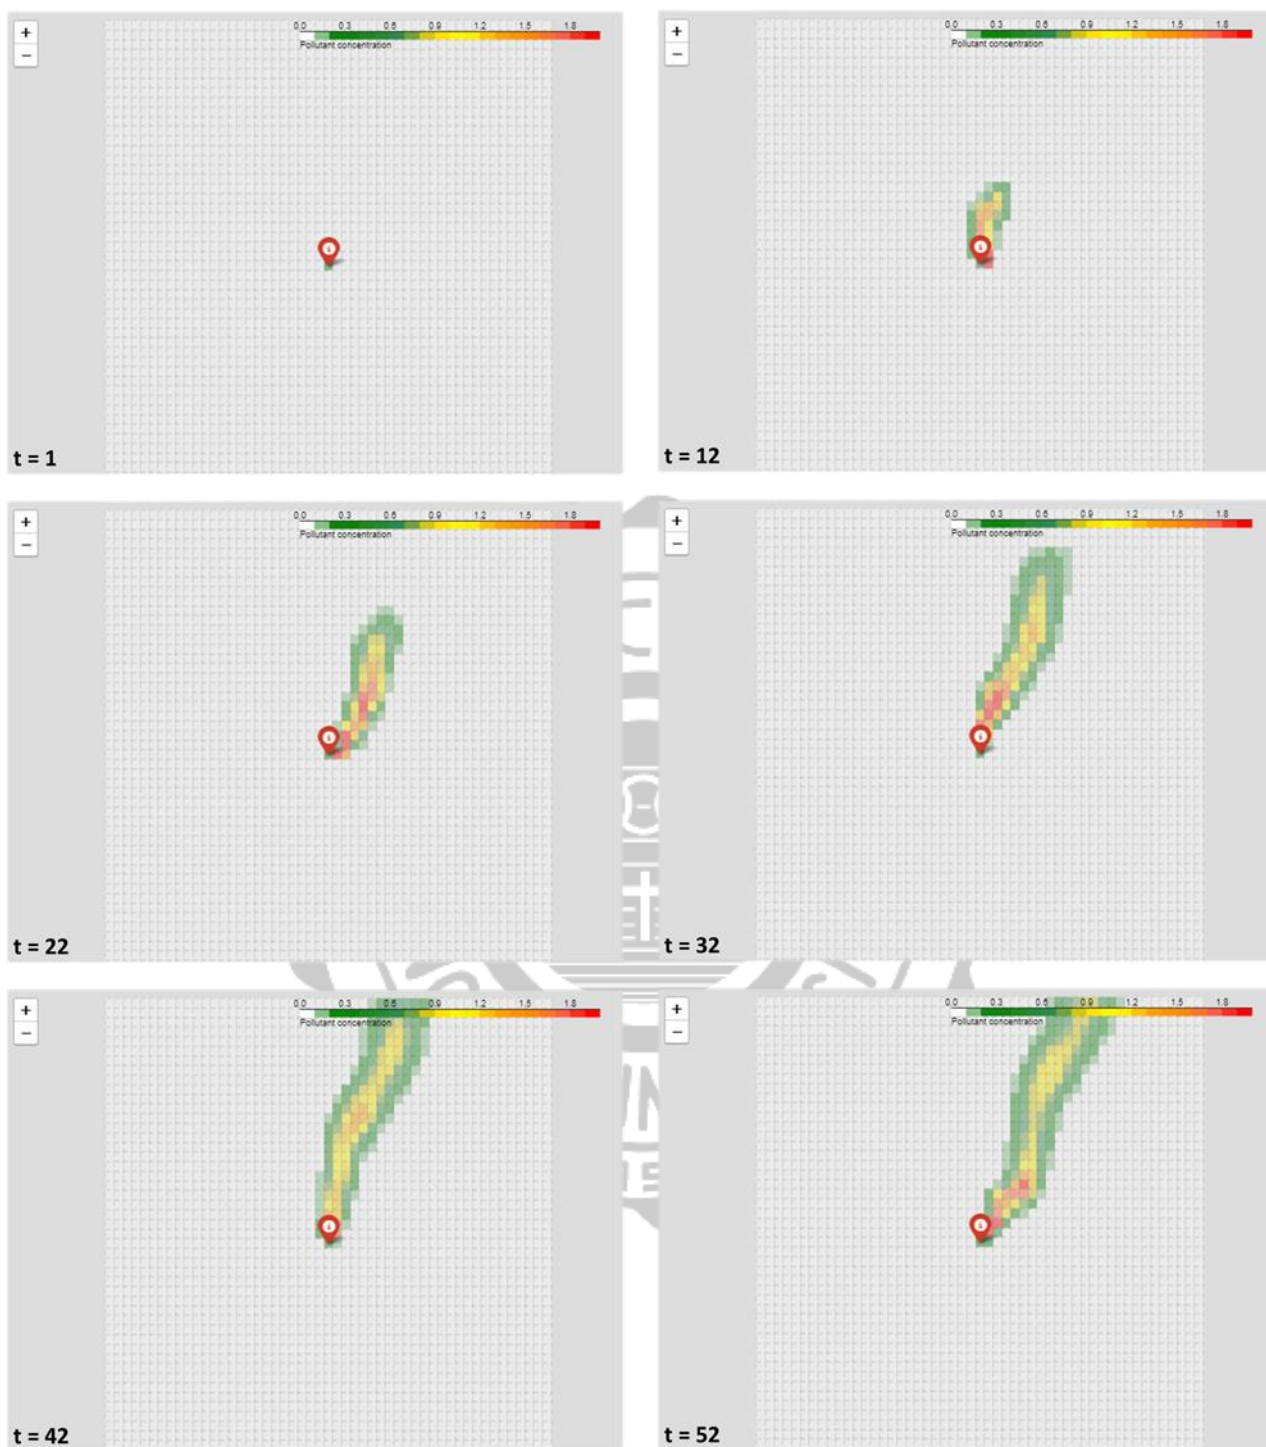 +
−
0.0 0.3 0.6 0.9 1.2 1.5 1.8
Pollutant concentration
t = 1
+
−
0.0 0.3 0.6 0.9 1.2 1.5 1.8
Pollutant concentration
t = 12
+
−
0.0 0.3 0.6 0.9 1.2 1.5 1.8
Pollutant concentration
t = 22
+
−
0.0 0.3 0.6 0.9 1.2 1.5 1.8
Pollutant concentration
t = 32
+
−
0.0 0.3 0.6 0.9 1.2 1.5 1.8
Pollutant concentration
t = 42
+
−
0.0 0.3 0.6 0.9 1.2 1.5 1.8
Pollutant concentration
t = 52